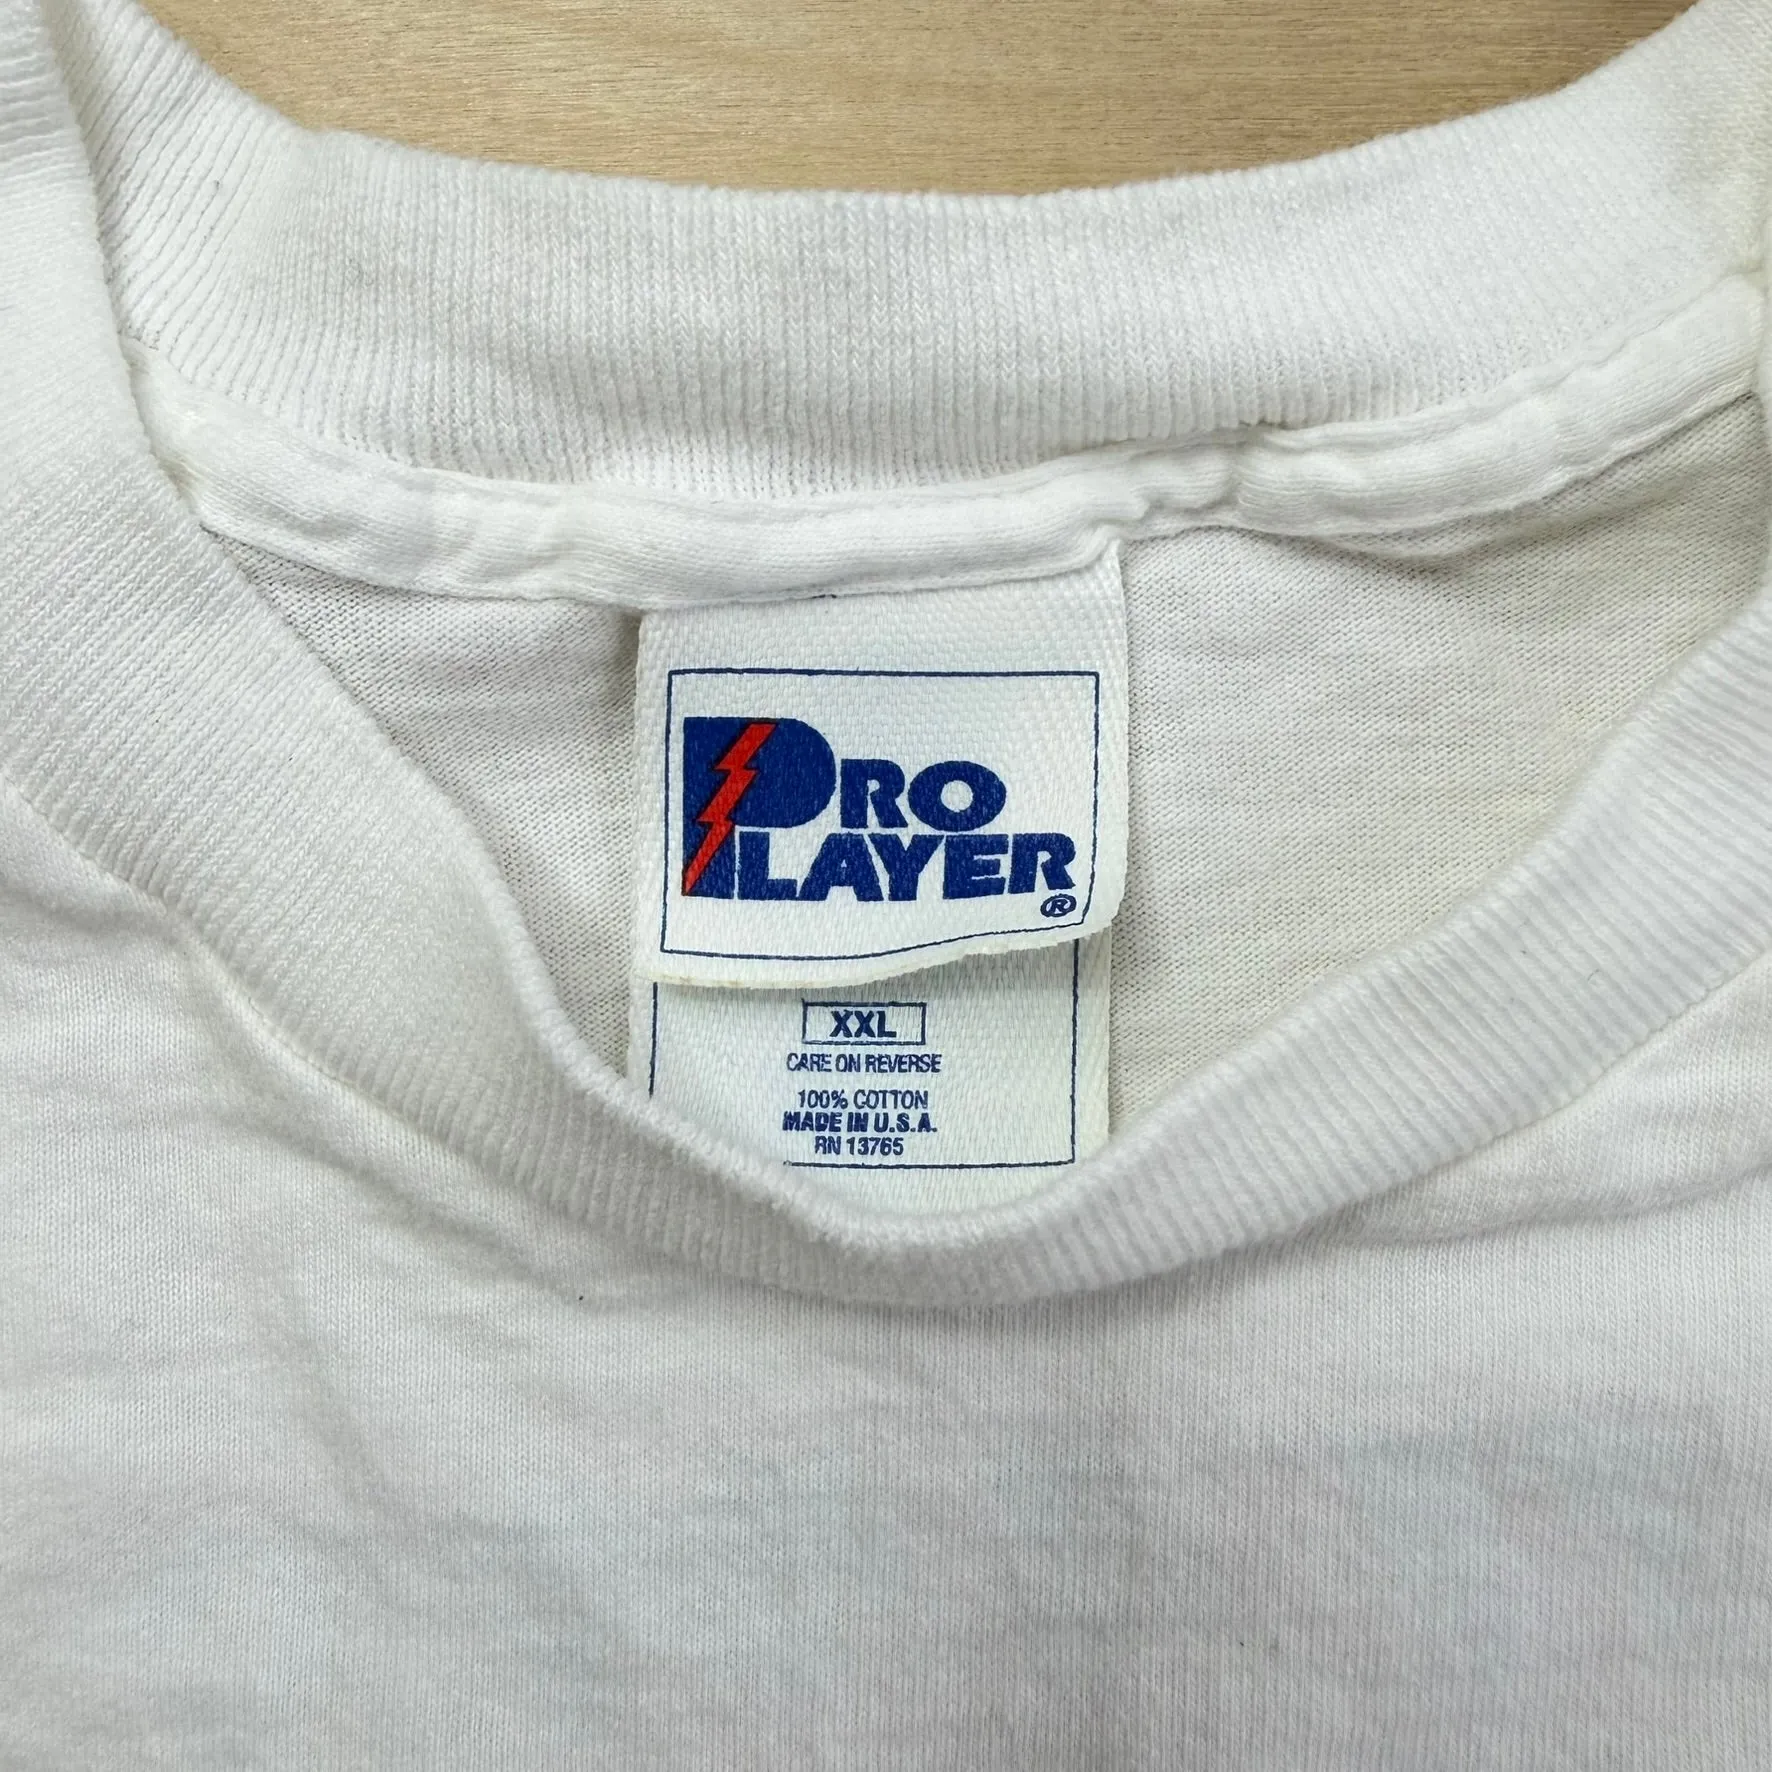 PRO
PLAYER®
XXL
CARE ON REVERSE
100% COTTON
MADE IN U.S.A.
RN 13765